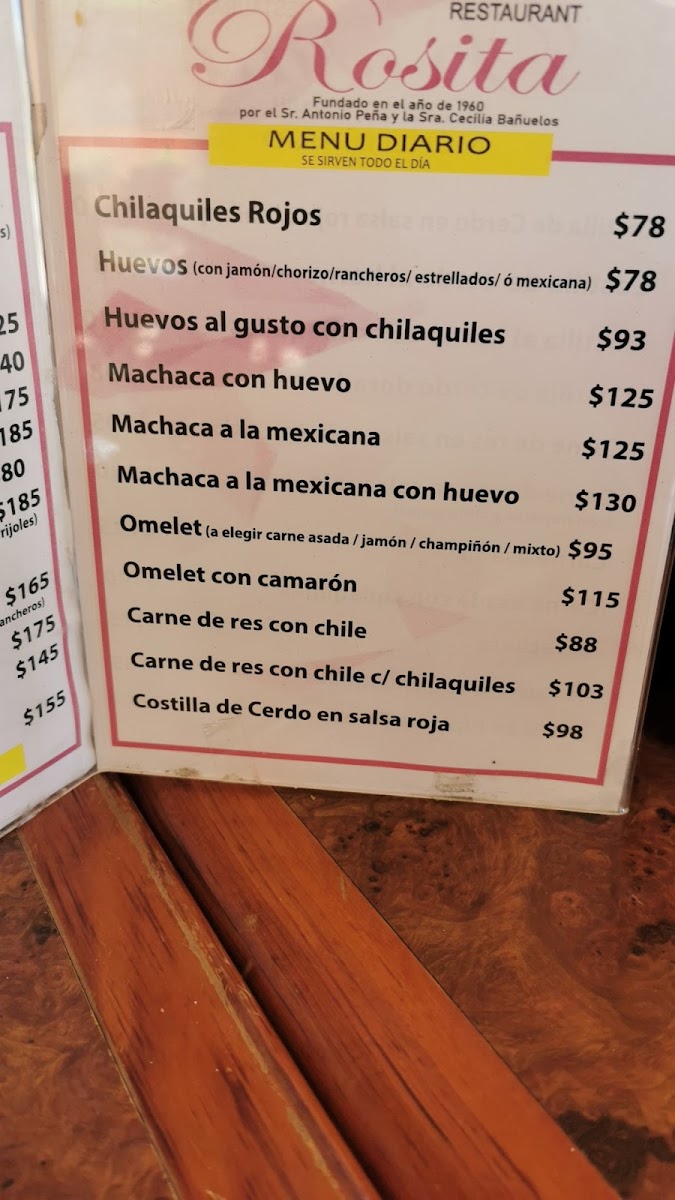 RESTAURANT
Rosita
Fundado en el año de 1960
por el Sr. Antonio Peña y la Sra. Cecilia Bañuelos
MENU DIARIO
SE SIRVEN TODO EL DÍA
Chilaquiles Rojos $78
Huevos (con jamón/chorizo/rancheros/ estrellados/ ó mexicana) $78
Huevos al gusto con chilaquiles $93
Machaca con huevo $125
Machaca a la mexicana $125
Machaca a la mexicana con huevo $130
Omelet (a elegir carne asada / jamón / champiñón / mixto) $95
Omelet con camarón $115
Carne de res con chile $88
Carne de res con chile c/ chilaquiles $103
Costilla de Cerdo en salsa roja $98
s)
25
40
175
185
80
$185
rijoles)
$165
ancheros)
$175
$145
$155